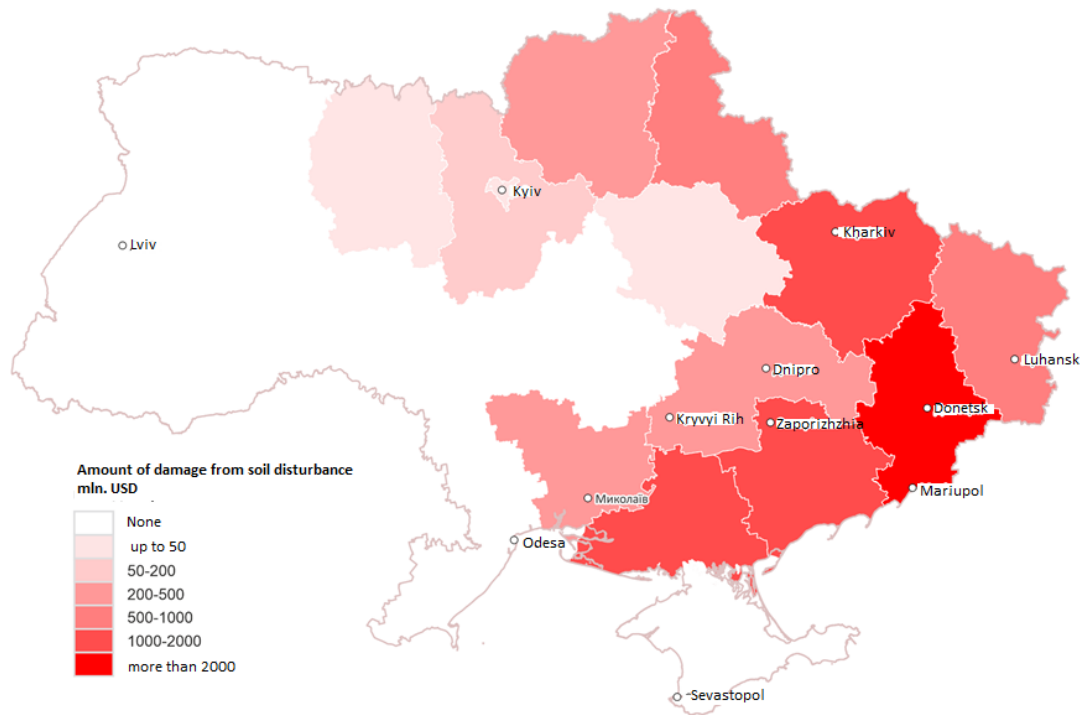 Kyiv
Lviv
Kharkiv
Luhansk
Dnipro
Donetsk
Kryvyi Rih
Zaporizhzhia
Mariupol
Миколаїв
Odesa
Sevastopol
Amount of damage from soil disturbance
mln. USD
None
up to 50
50-200
200-500
500-1000
1000-2000
more than 2000